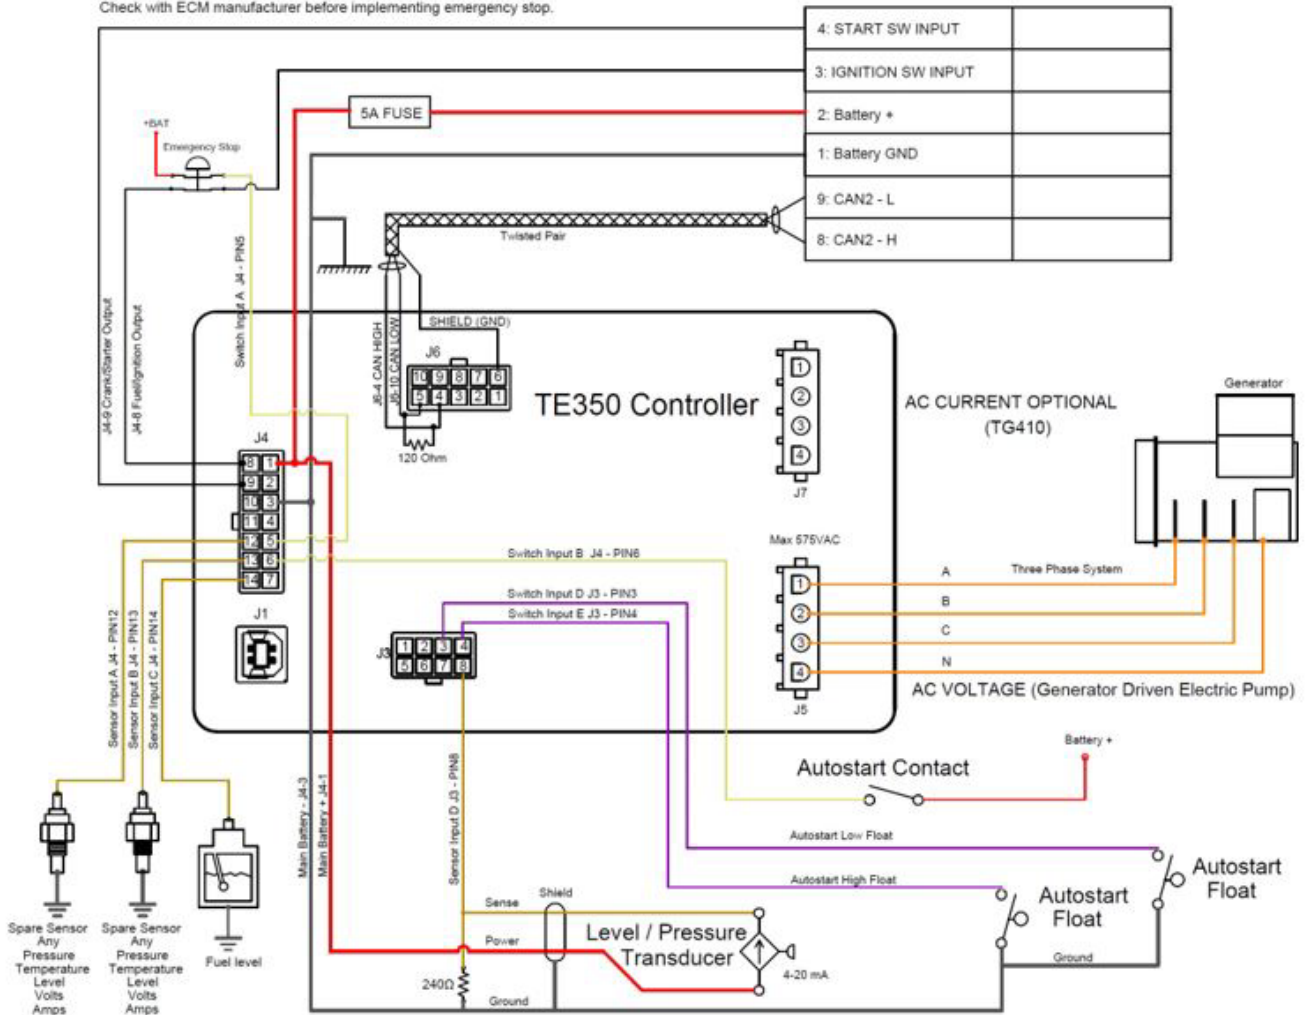 Check with ECM manufacturer before implementing emergency stop.
4: START SW INPUT
3: IGNITION SW INPUT
5A FUSE
2: Battery +
+BAT
Emergency Stop
1: Battery GND
9: CAN2 - L
Twisted Pair
8: CAN2 - H
J4-9 Crank/Starter Output
J4-8 Fuel/Ignition Output
Switch Input A J4 - PIN5
J6-4 CAN HIGH
J6-10 CAN LOW
SHIELD (GND)
J6
10 9 8 7 6
5 4 3 2 1
120 Ohm
TE350 Controller
1
2
3
4
J7
AC CURRENT OPTIONAL
(TG410)
Generator
J4
8 1
9 2
10 3
11 4
12 5
13 6
14 7
Max 575VAC
Switch Input B J4 - PIN6
Switch Input D J3 - PIN3
Switch Input E J3 - PIN4
1
2
3
4
J5
A
Three Phase System
B
C
N
AC VOLTAGE (Generator Driven Electric Pump)
J1
J3
1 2 3 4
5 6 7 8
Sensor Input A J4 - PIN12
Sensor Input B J4 - PIN13
Sensor Input C J4 - PIN14
Main Battery - J4-3
Main Battery + J4-1
Sensor Input D J3 - PIN8
Battery +
Autostart Contact
Autostart Low Float
Autostart High Float
Autostart
Float
Autostart
Float
Ground
Shield
Sense
Power
Level / Pressure
Transducer
4-20 mA
240Ω
Ground
Spare Sensor
Any
Pressure
Temperature
Level
Volts
Amps
Spare Sensor
Any
Pressure
Temperature
Level
Volts
Amps
Fuel level